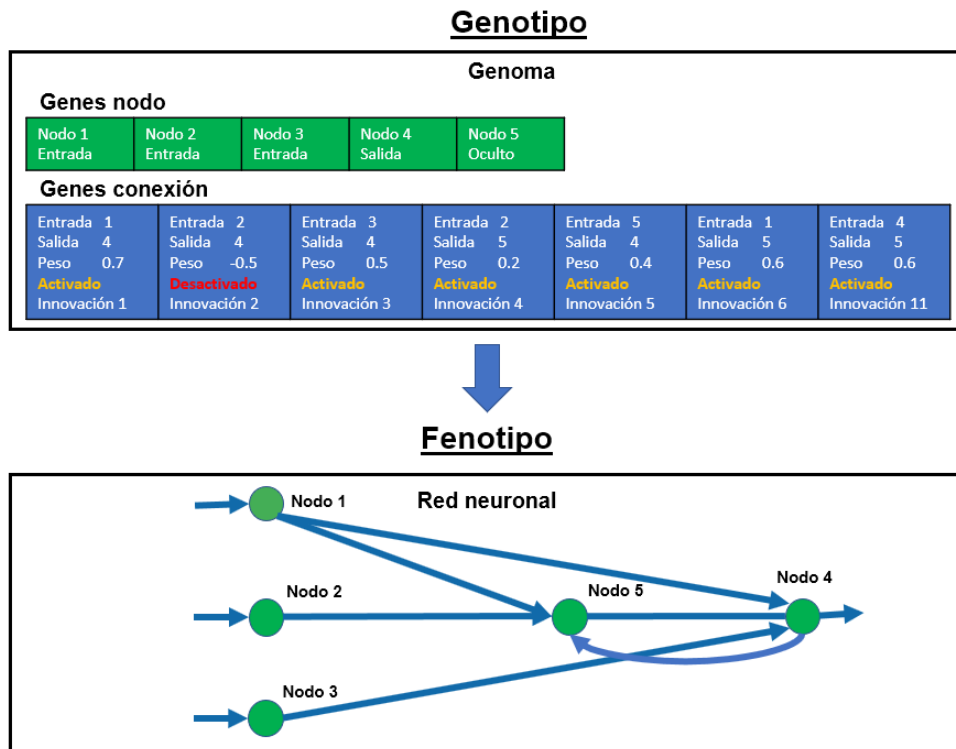 Genotipo
Genoma
Genes nodo
Nodo 1 Nodo 2 Nodo 3 Nodo 4 Nodo 5
Entrada Entrada Entrada Salida Oculto
Genes conexión
Entrada 1 Entrada 2 Entrada 3 Entrada 2 Entrada 5 Entrada 1 Entrada 4
Salida 4 Salida 4 Salida 4 Salida 5 Salida 4 Salida 5 Salida 5
Peso 0.7 Peso -0.5 Peso 0.5 Peso 0.2 Peso 0.4 Peso 0.6 Peso 0.6
Activado Desactivado Activado Activado Activado Activado Activado
Innovación 1 Innovación 2 Innovación 3 Innovación 4 Innovación 5 Innovación 6 Innovación 11
Fenotipo
Red neuronal
Nodo 1
Nodo 2
Nodo 5
Nodo 4
Nodo 3